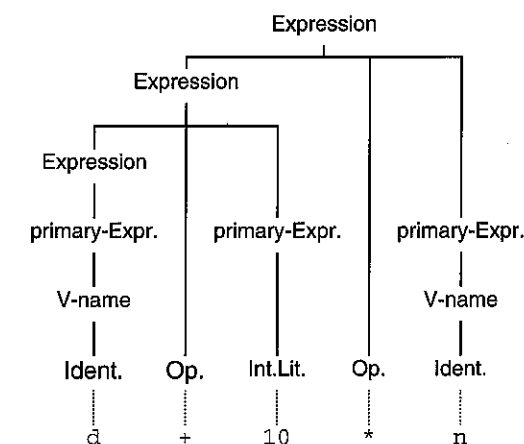 Expression
Expression
Expression
primary-Expr. primary-Expr. primary-Expr.
V-name V-name
Ident. Op. Int.Lit. Op. Ident.
d + 10 * n